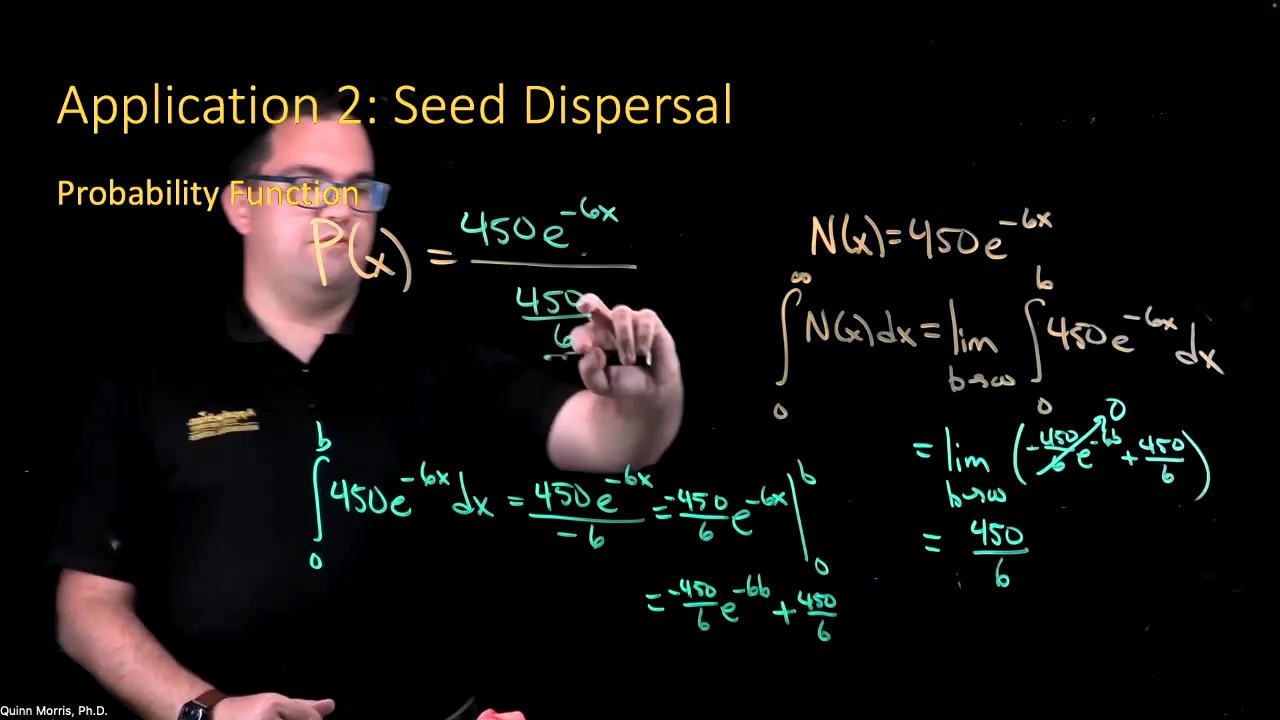 Application 2: Seed Dispersal
Probability Function
P(x) = 450e^{-6x} / (450/6)
N(x) = 450e^{-6x}
∫_0^∞ N(x)dx = lim_{b→∞} ∫_0^b 450e^{-6x} dx
= lim_{b→∞} (-450/6 e^{-6b} + 450/6) 0
= 450/6
∫_0^b 450e^{-6x} dx = 450e^{-6x} / -6 = -450/6 e^{-6x} |_0^b
= -450/6 e^{-6b} + 450/6
Quinn Morris, Ph.D.